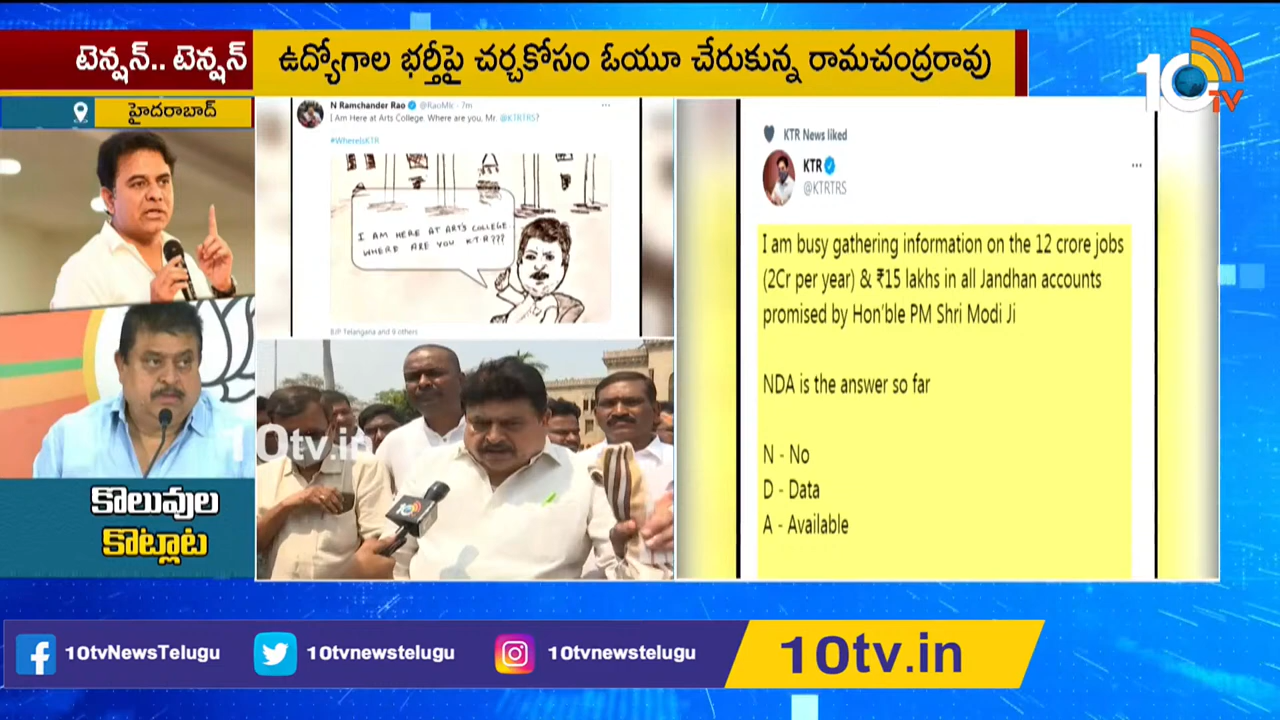 టెన్షన్.. టెన్షన్
ఉద్యోగాల భర్తీపై చర్చకోసం ఓయూ చేరుకున్న రామచంద్రరావు
10TV
హైదరాబాద్
N Ramchander Rao @RaoMlc · 7m
I Am Here at Arts College. Where are you, Mr. @KTRTRS?
#WhereIsKTR
I AM HERE AT ART'S COLLEGE
WHERE ARE YOU KTR???
BJP Telangana and 9 others
KTR News liked
KTR
@KTRTRS
I am busy gathering information on the 12 crore jobs
(2Cr per year) & ₹15 lakhs in all Jandhan accounts
promised by Hon'ble PM Shri Modi Ji
NDA is the answer so far
N - No
D - Data
A - Available
10tv.in
10
కొలువుల
కొట్లాట
10tvNewsTelugu
10tvnewstelugu
10tvnewstelugu
10tv.in